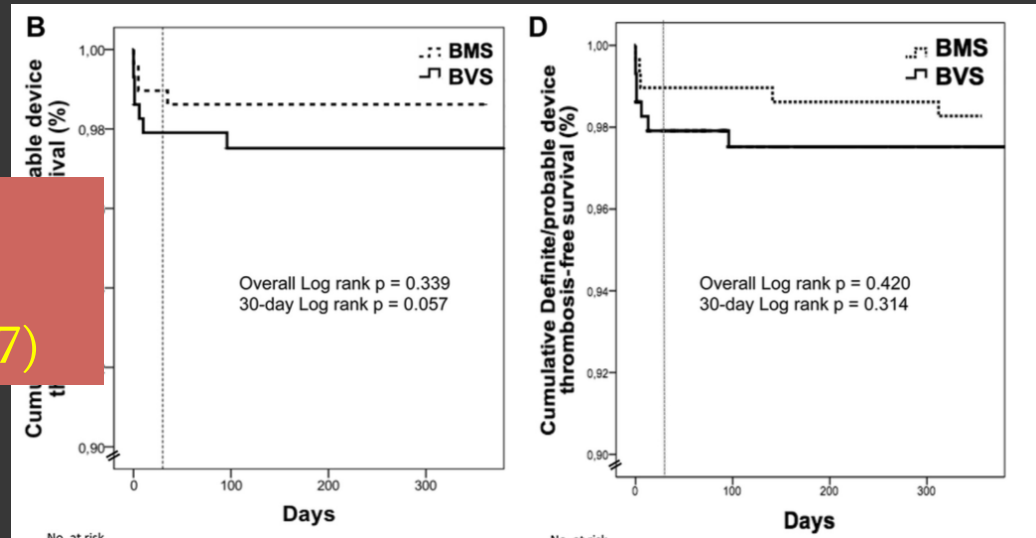 B
BMS
BVS
1,00
0,98
0,90
able device
ival (%)
7)
Overall Log rank p = 0.339
30-day Log rank p = 0.057
0
100
200
300
Days
D
BMS
BVS
1,00
0,98
0,96
0,94
0,92
0,90
Cumulative Definite/probable device
thrombosis-free survival (%)
Overall Log rank p = 0.420
30-day Log rank p = 0.314
0
100
200
300
Days